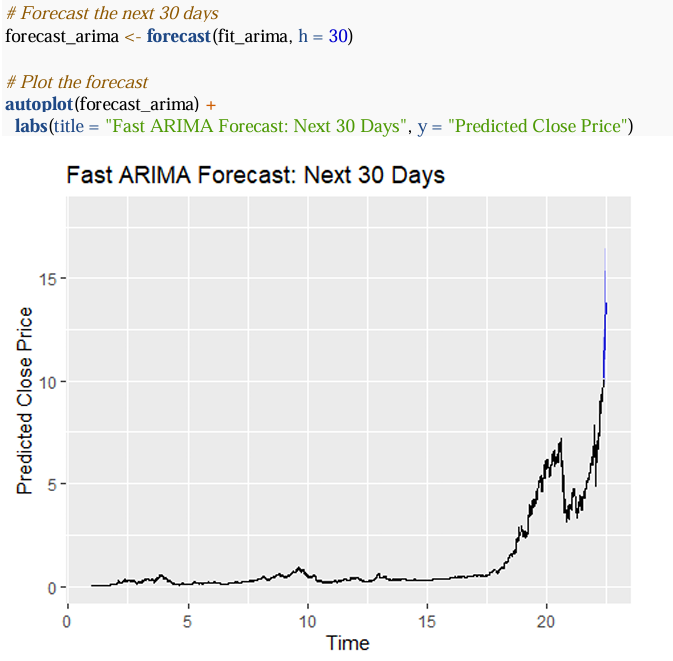 # Forecast the next 30 days
forecast_arima <- forecast(fit_arima, h = 30)
# Plot the forecast
autoplot(forecast_arima) +
labs(title = "Fast ARIMA Forecast: Next 30 Days", y = "Predicted Close Price")
Fast ARIMA Forecast: Next 30 Days
Predicted Close Price
15
10
5
0
0 5 10 15 20
Time